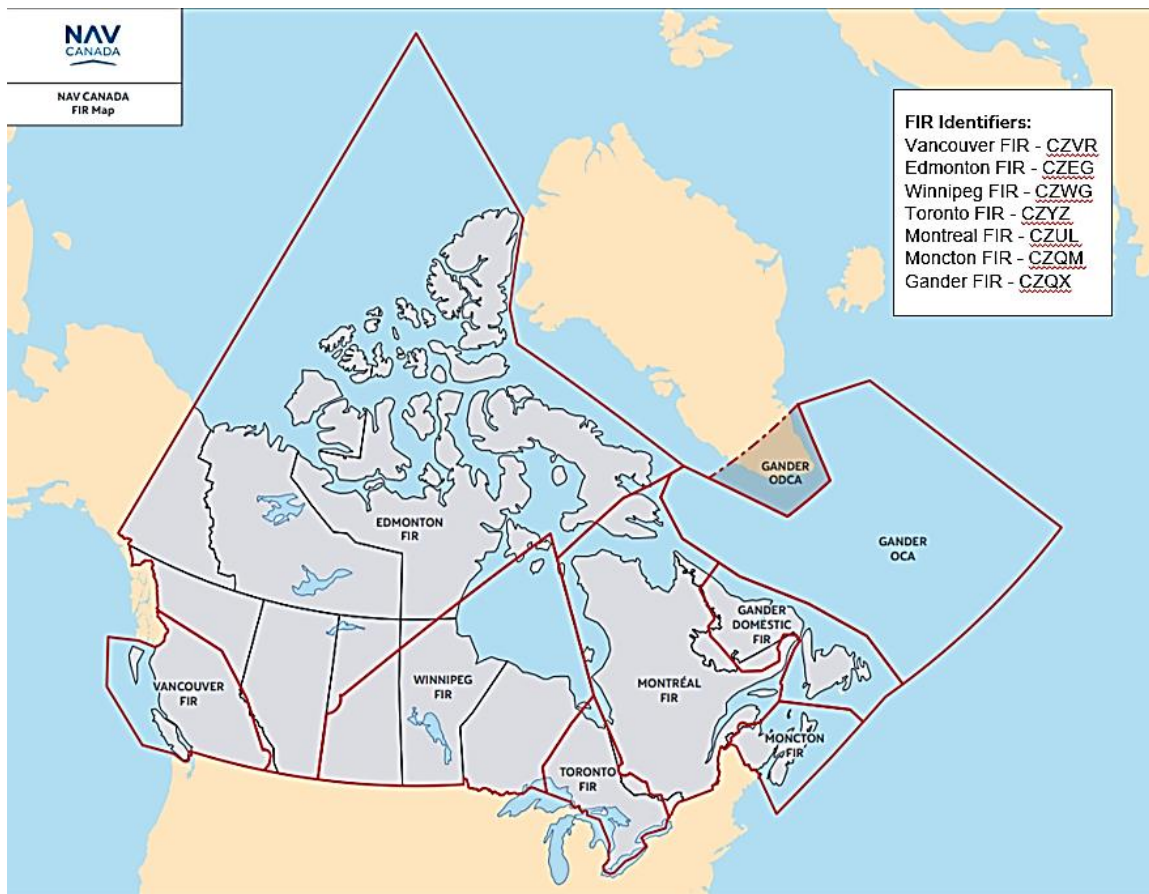 NAV
CANADA
NAV CANADA
FIR Map
FIR Identifiers:
Vancouver FIR - CZVR
Edmonton FIR - CZEG
Winnipeg FIR - CZWG
Toronto FIR - CZYZ
Montreal FIR - CZUL
Moncton FIR - CZQM
Gander FIR - CZQX
GANDER
ODCA
EDMONTON
FIR
GANDER
OCA
GANDER
DOMESTIC
FIR
VANCOUVER
FIR
WINNIPEG
FIR
MONTRÉAL
FIR
MONCTON
FIR
TORONTO
FIR